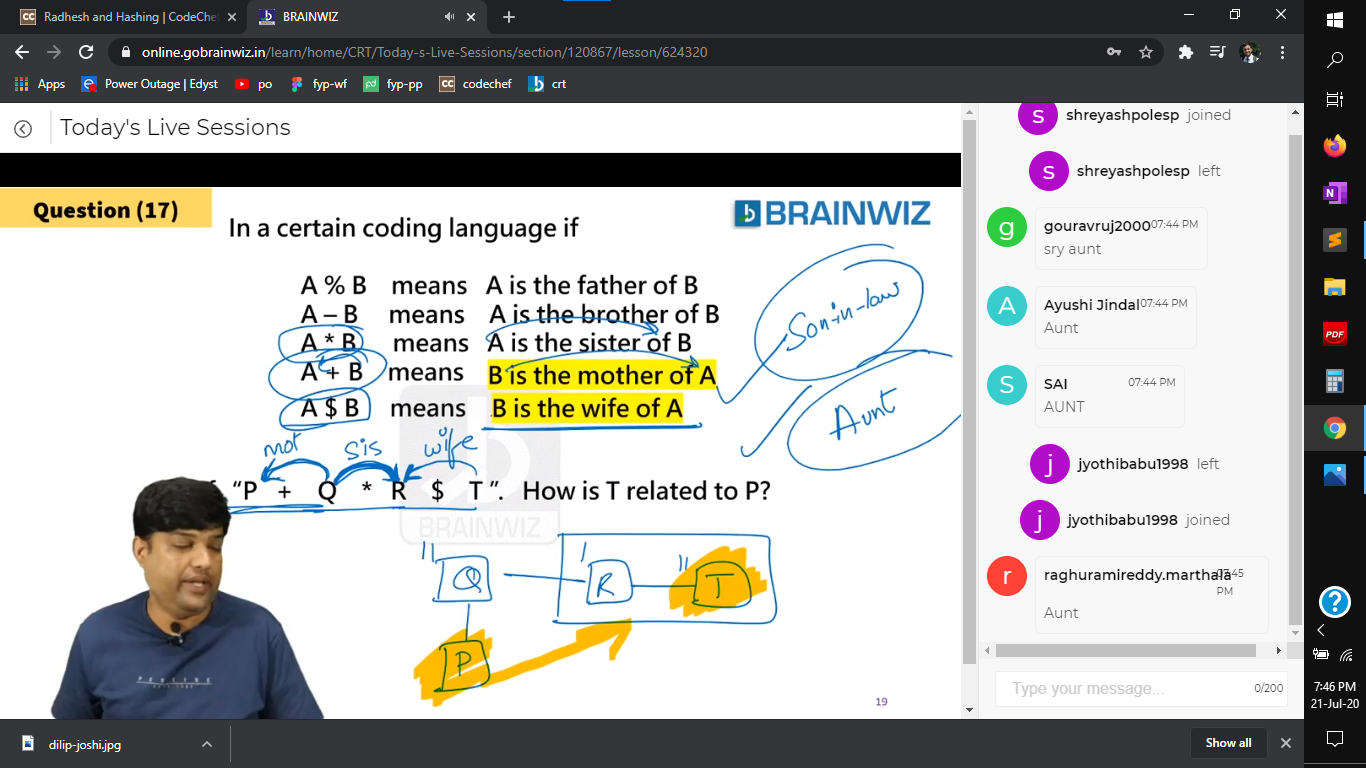 Radhesh and Hashing | CodeChe
BRAINWIZ
online.gobrainwiz.in/learn/home/CRT/Today-s-Live-Sessions/section/120867/lesson/624320
Apps
Power Outage | Edyst
po
fyp-wf
fyp-pp
codechef
crt
Today's Live Sessions
Question (17)
BRAINWIZ
In a certain coding language if
A % B means A is the father of B
A – B means A is the brother of B
A * B means A is the sister of B
A + B means B is the mother of A
A $ B means B is the wife of A
Son-in-law
Aunt
mot sis wife
"P + Q * R $ T". How is T related to P?
BRAINWIZ
Q R T
P
19
s shreyashpolesp joined
s shreyashpolesp left
g gouravruj2000 07:44 PM
sry aunt
A Ayushi Jindal 07:44 PM
Aunt
S SAI 07:44 PM
AUNT
j jyothibabu1998 left
j jyothibabu1998 joined
r raghuramireddy.marthala 07:45
PM
Aunt
Type your message... 0/200
dilip-joshi.jpg
Show all
PDF
7:46 PM
21-Jul-20